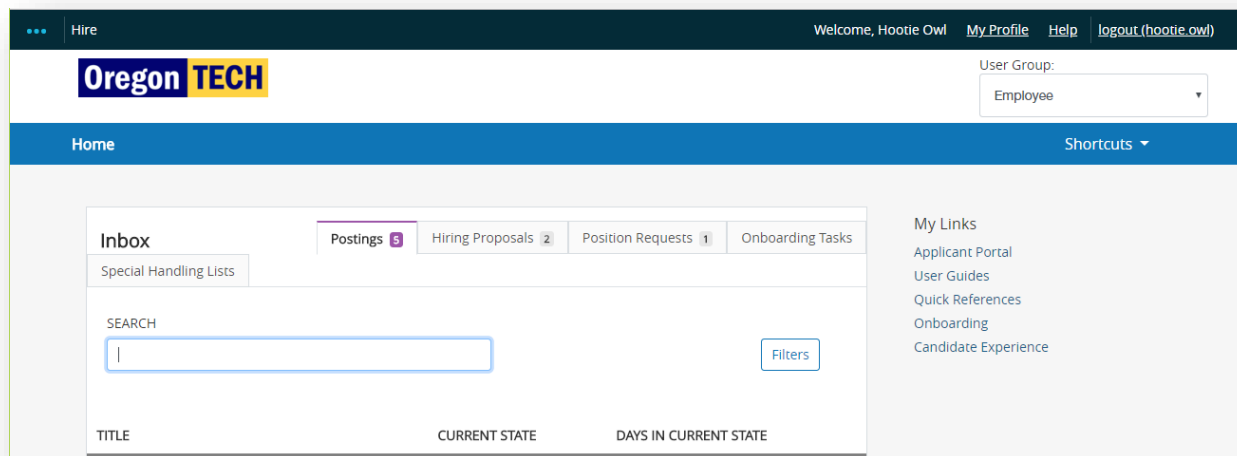 Hire Welcome, Hootie Owl My Profile Help logout (hootie.owl)
Oregon TECH
User Group:
Employee
Home Shortcuts
Inbox Postings 5 Hiring Proposals 2 Position Requests 1 Onboarding Tasks
Special Handling Lists
SEARCH
Filters
TITLE CURRENT STATE DAYS IN CURRENT STATE
My Links
Applicant Portal
User Guides
Quick References
Onboarding
Candidate Experience